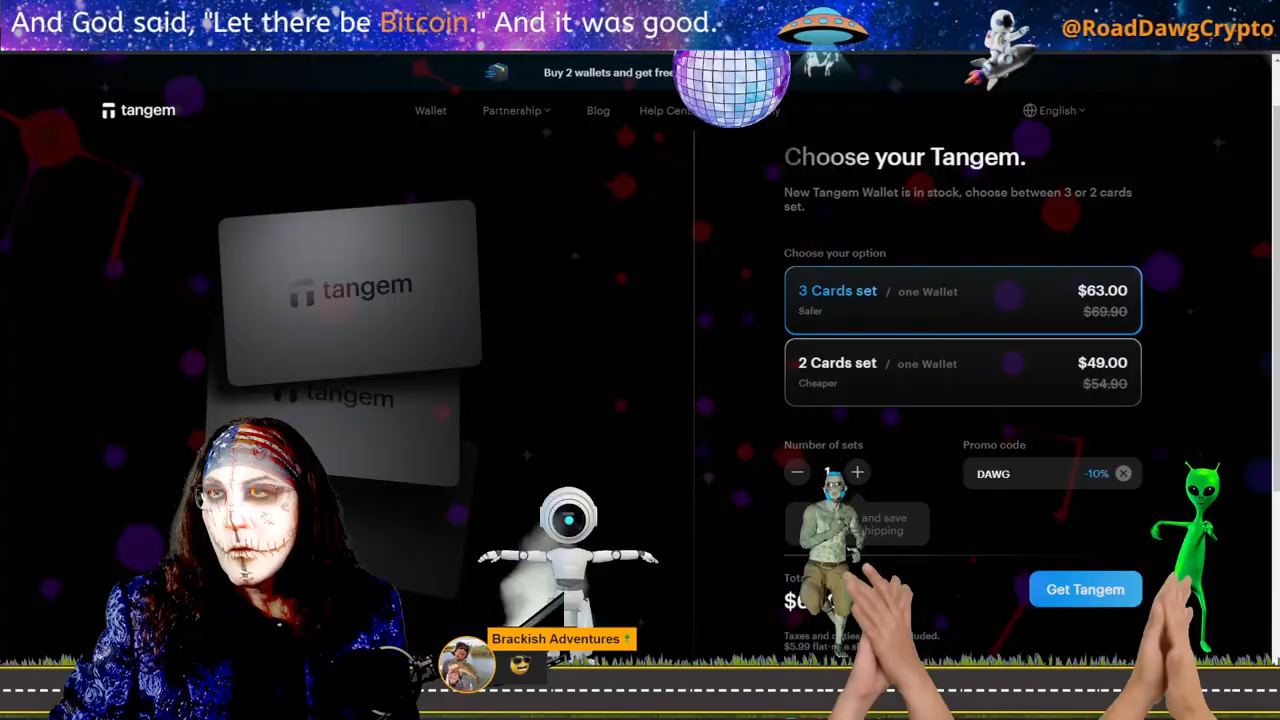 And God said, "Let there be Bitcoin." And it was good.
@RoadDawgCrypto
Buy 2 wallets and get free
tangem
Wallet
Partnership
Blog
Help Cent
English
Choose your Tangem.
New Tangem Wallet is in stock, choose between 3 or 2 cards
set.
Choose your option
3 Cards set / one Wallet $63.00
Safer $69.90
2 Cards set / one Wallet $49.00
Cheaper $54.90
tangem
tangem
Number of sets
Promo code
1
DAWG -10%
and save
hipping
Get Tangem
Brackish Adventures